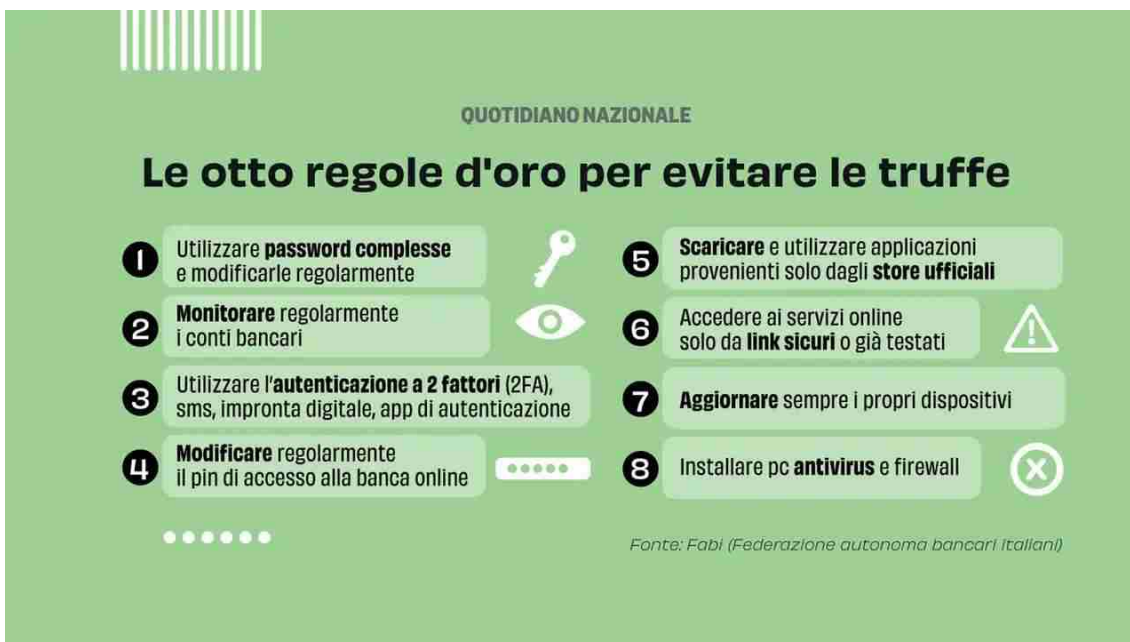 QUOTIDIANO NAZIONALE
Le otto regole d'oro per evitare le truffe
1
Utilizzare password complesse
e modificarle regolarmente
2
Monitorare regolarmente
i conti bancari
3
Utilizzare l'autenticazione a 2 fattori (2FA),
sms, impronta digitale, app di autenticazione
4
Modificare regolarmente
il pin di accesso alla banca online
5
Scaricare e utilizzare applicazioni
provenienti solo dagli store ufficiali
6
Accedere ai servizi online
solo da link sicuri o già testati
7
Aggiornare sempre i propri dispositivi
8
Installare pc antivirus e firewall
Fonte: Fabi (Federazione autonoma bancari italiani)